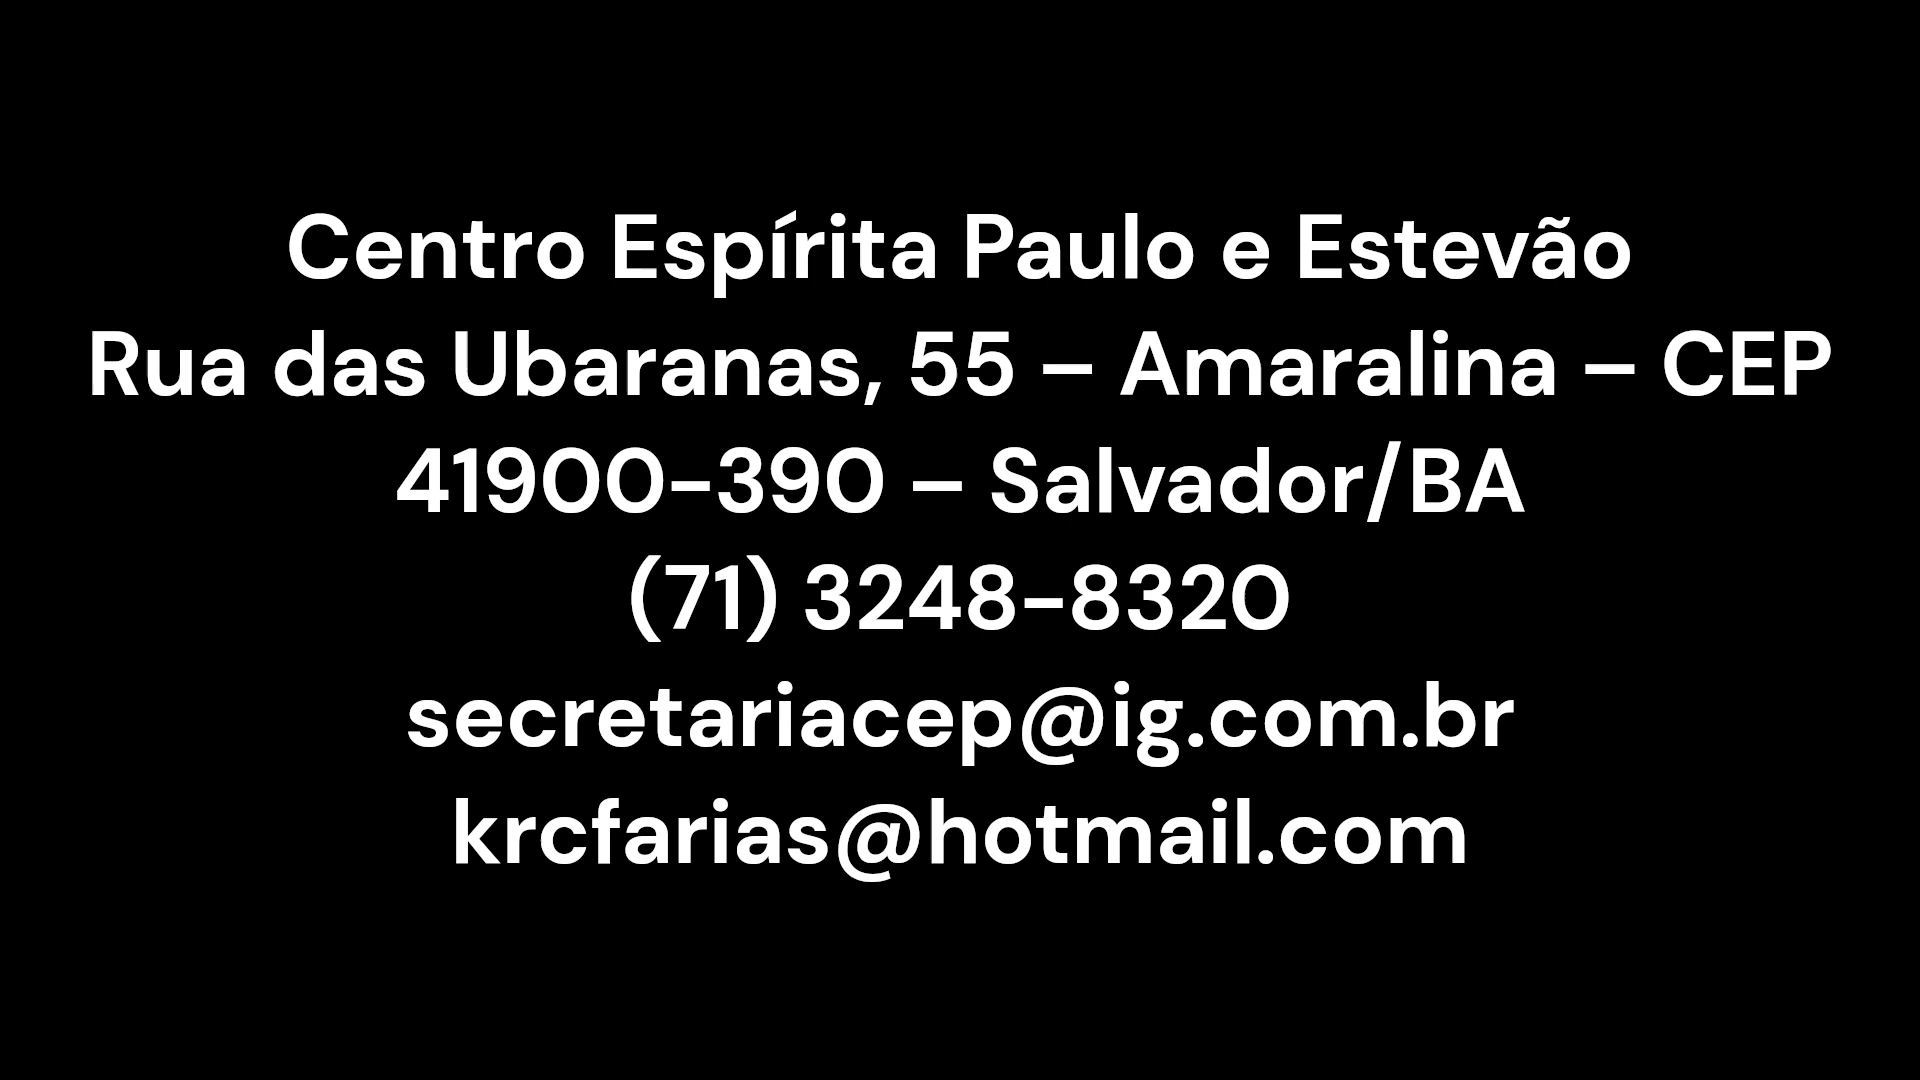 Centro Espírita Paulo e Estevão
Rua das Ubaranas, 55 – Amaralina – CEP
41900-390 – Salvador/BA
(71) 3248-8320
secretariacep@ig.com.br
krcfarias@hotmail.com